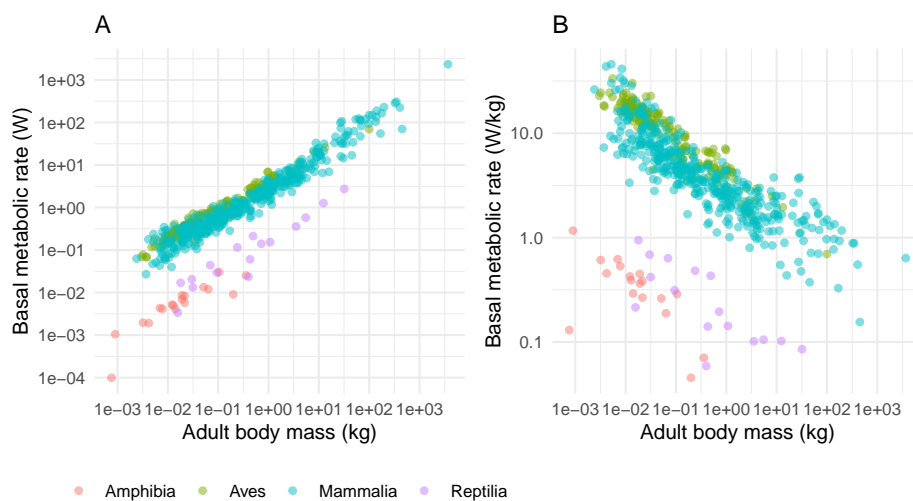 A
B
Basal metabolic rate (W)
1e+03
1e+02
1e+01
1e+00
1e-01
1e-02
1e-03
1e-04
1e-03 1e-02 1e-01 1e+00 1e+01 1e+02 1e+03
Adult body mass (kg)
Basal metabolic rate (W/kg)
10.0
1.0
0.1
1e-03 1e-02 1e-01 1e+00 1e+01 1e+02 1e+03
Adult body mass (kg)
Amphibia Aves Mammalia Reptilia